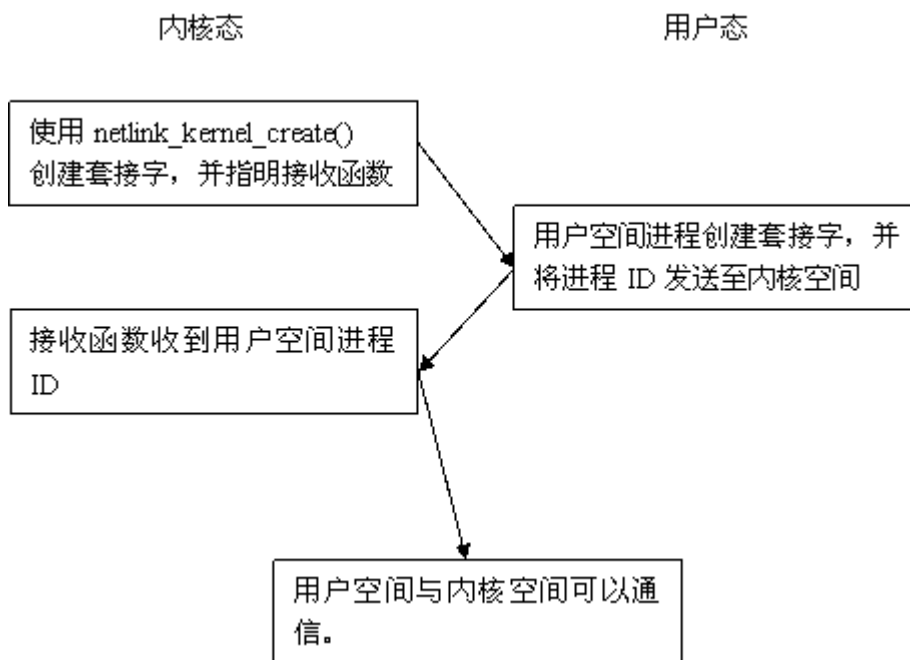 内核态
用户态
使用 netlink_kernel_create()
创建套接字，并指明接收函数
用户空间进程创建套接字，并
将进程 ID 发送至内核空间
接收函数收到用户空间进程
ID
用户空间与内核空间可以通
信。